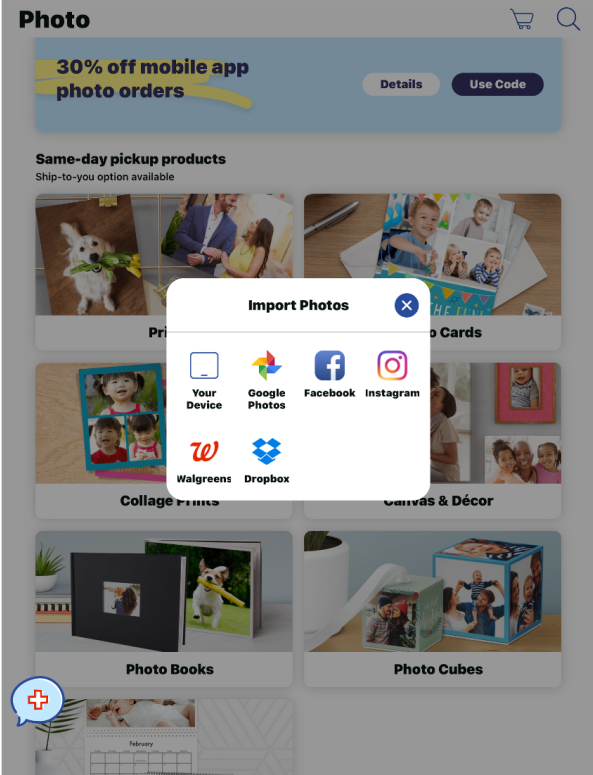 Photo
30% off mobile app
photo orders
Details
Use Code
Same-day pickup products
Ship-to-you option available
Import Photos
Your
Device
Google
Photos
Facebook
Instagram
Walgreens
Dropbox
Collage Prints
Canvas & Décor
Photo Books
Photo Cubes
February